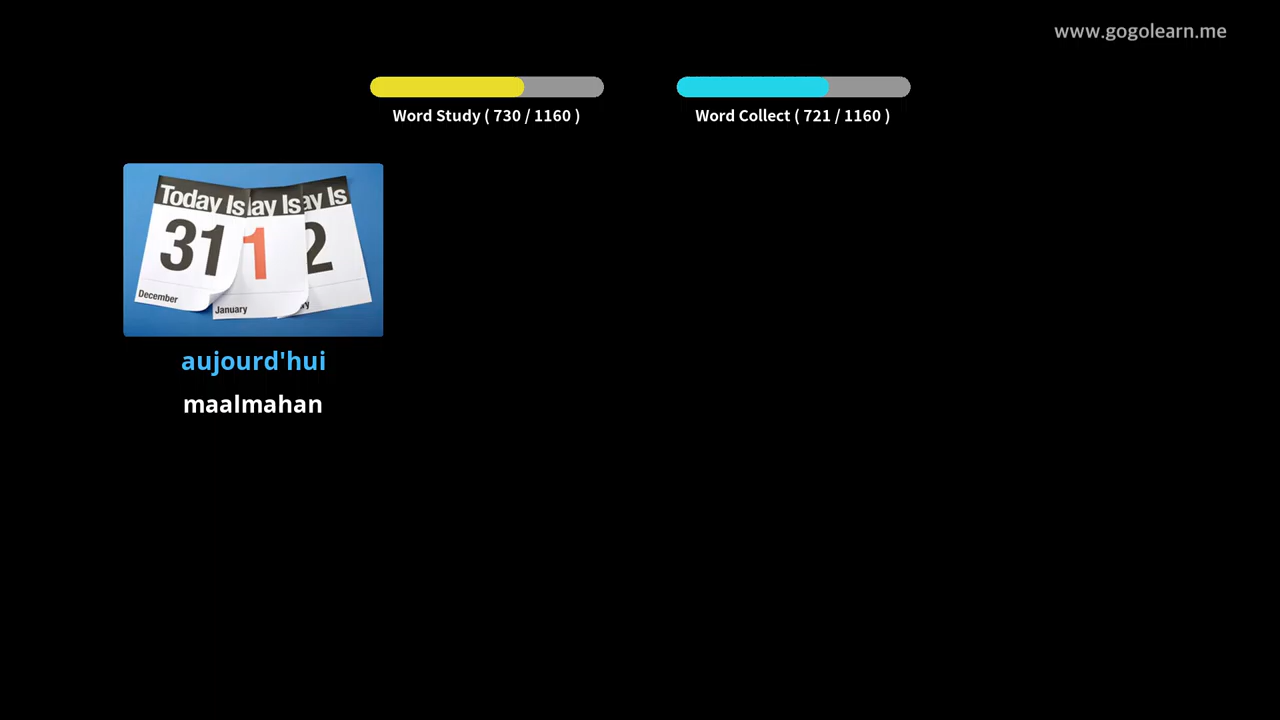 www.gogolearn.me
Word Study ( 730 / 1160 )
Word Collect ( 721 / 1160 )
Today Is
ay Is
ay Is
31
1
2
December
January
ry
aujourd'hui
maalmahan